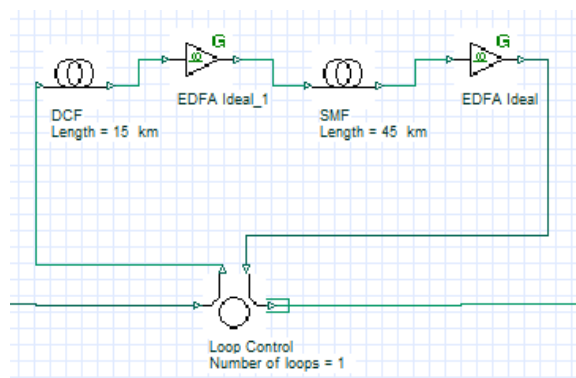 G
G
EDFA Ideal_1
EDFA Ideal
DCF
Length = 15 km
SMF
Length = 45 km
Loop Control
Number of loops = 1